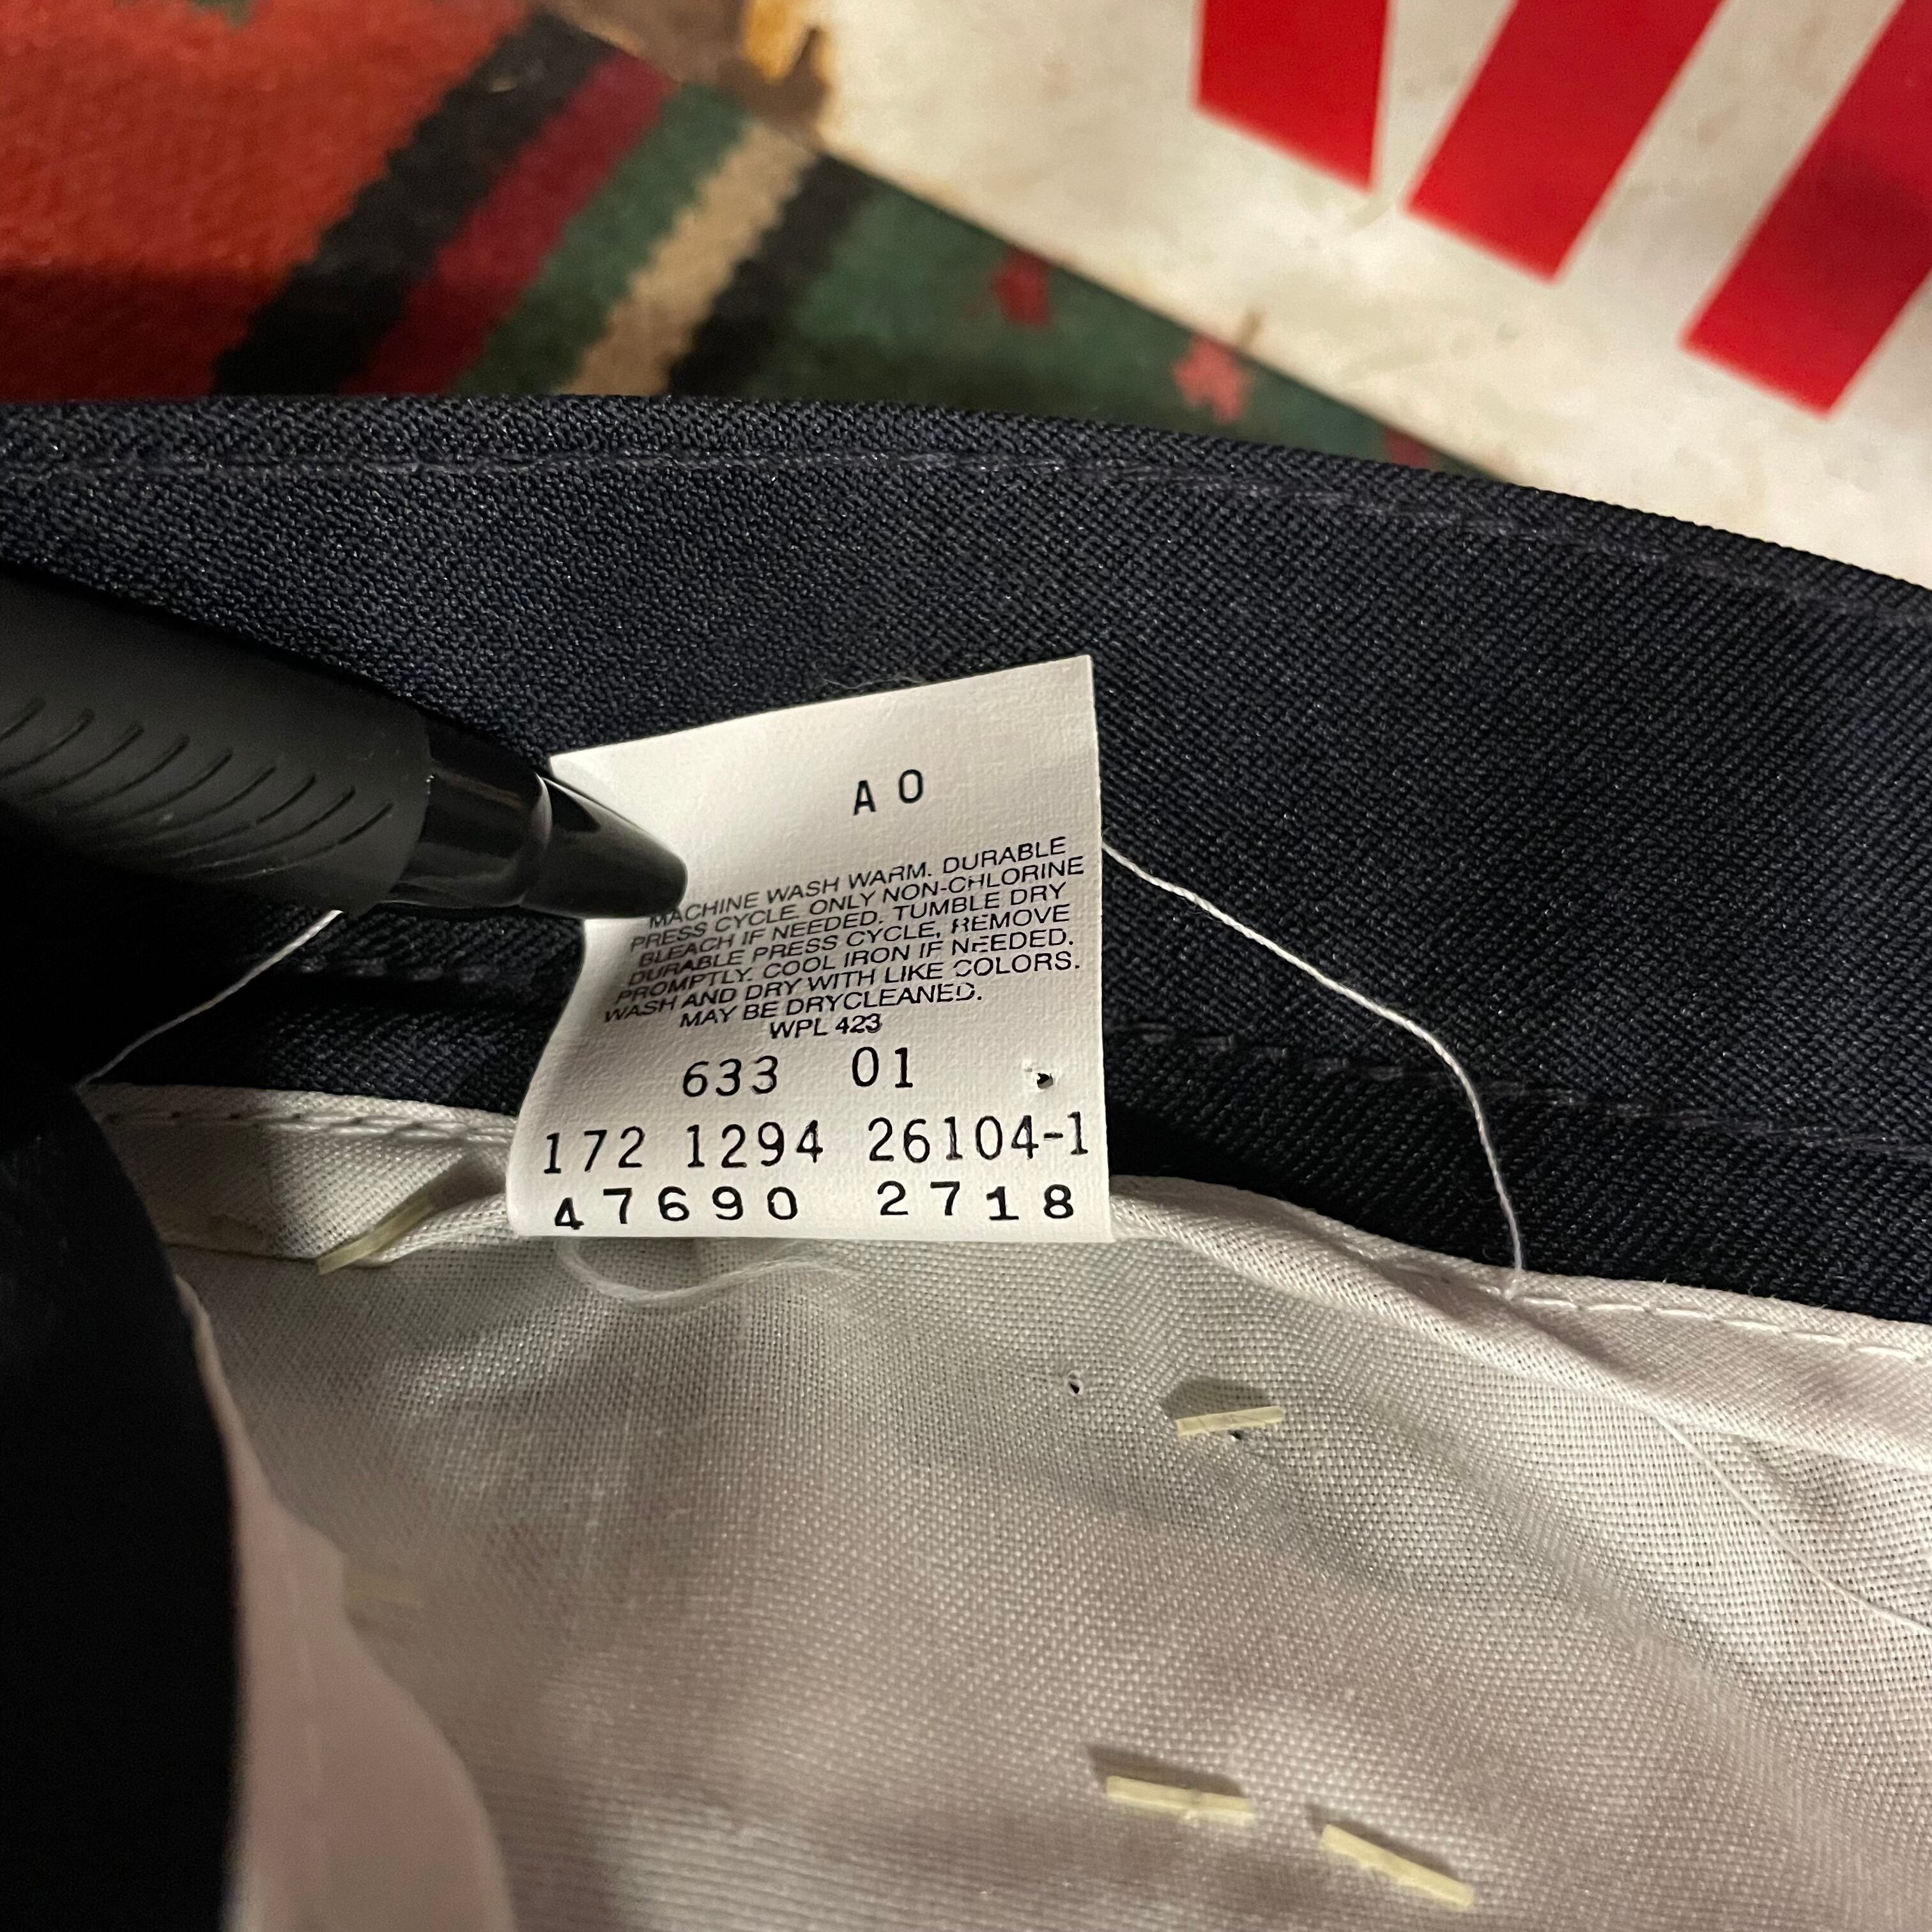 A 0
MACHINE WASH WARM. DURABLE
PRESS CYCLE. ONLY NON-CHLORINE
BLEACH IF NEEDED. TUMBLE DRY
DURABLE PRESS CYCLE, REMOVE
PROMPTLY. COOL IRON IF NEEDED.
WASH AND DRY WITH LIKE COLORS.
MAY BE DRYCLEANED.
WPL 423
633 01
172 1294 26104-1
47690 2718